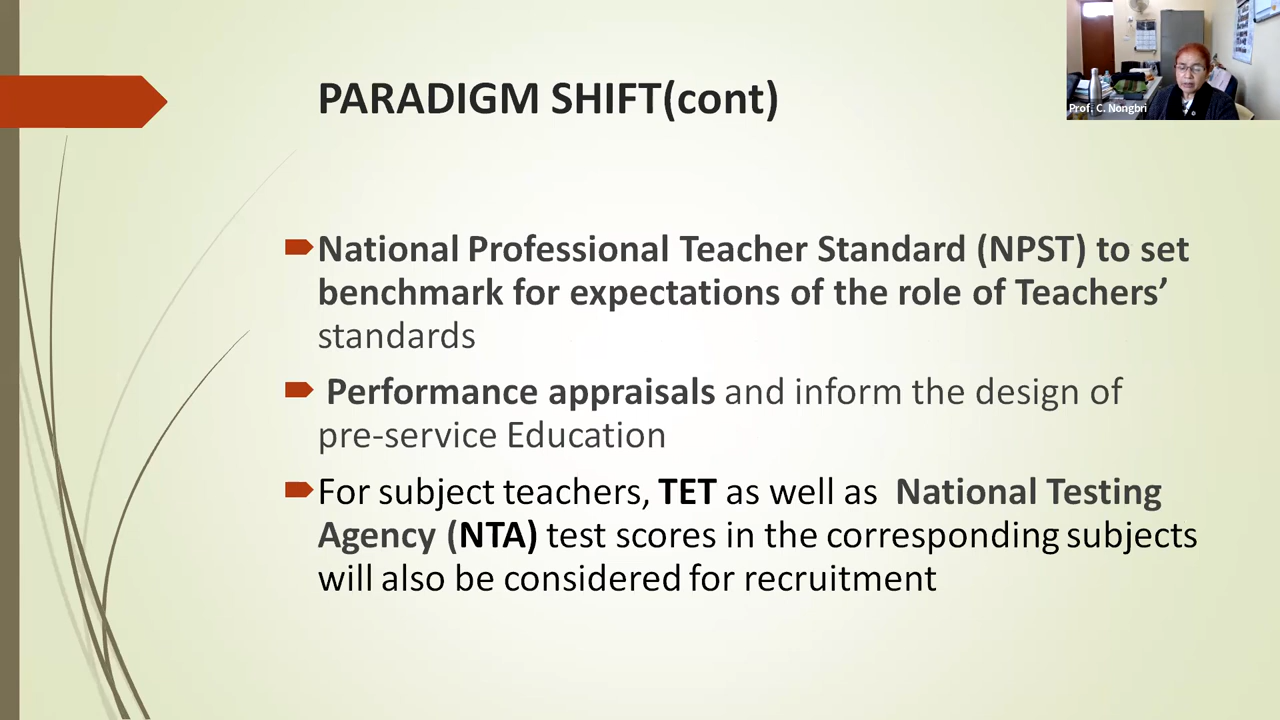 PARADIGM SHIFT(cont)
Prof. C. Nongbri
National Professional Teacher Standard (NPST) to set
benchmark for expectations of the role of Teachers’
standards
Performance appraisals and inform the design of
pre-service Education
For subject teachers, TET as well as National Testing
Agency (NTA) test scores in the corresponding subjects
will also be considered for recruitment